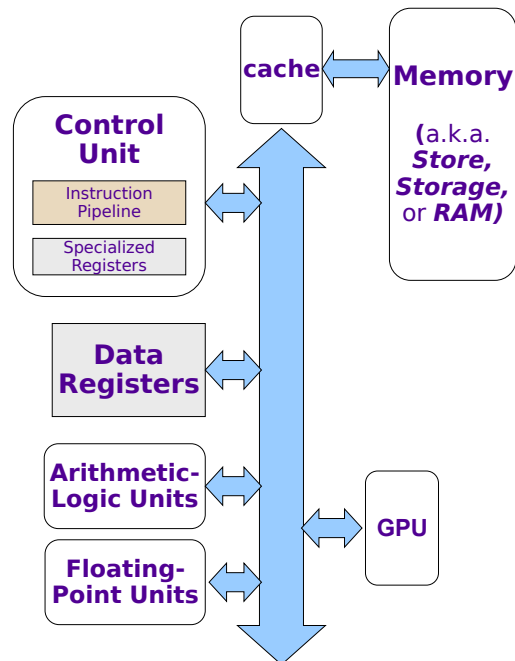 cache
Memory
(a.k.a.
Store,
Storage,
or RAM)
Control
Unit
Instruction
Pipeline
Specialized
Registers
Data
Registers
Arithmetic-
Logic Units
GPU
Floating-
Point Units